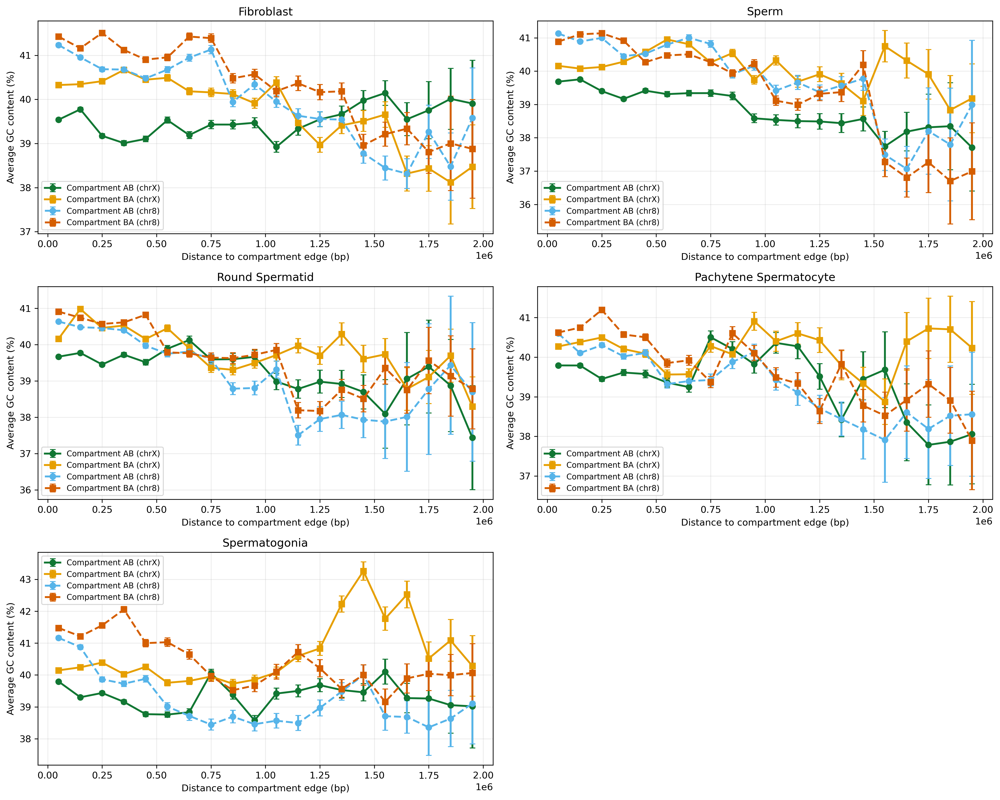 Fibroblast
Average GC content (%)
41
40
39
38
37
Compartment AB (chrX)
Compartment BA (chrX)
Compartment AB (chr8)
Compartment BA (chr8)
0.00 0.25 0.50 0.75 1.00 1.25 1.50 1.75 2.00
1e6
Distance to compartment edge (bp)
Sperm
Average GC content (%)
41
40
39
38
37
36
Compartment AB (chrX)
Compartment BA (chrX)
Compartment AB (chr8)
Compartment BA (chr8)
0.00 0.25 0.50 0.75 1.00 1.25 1.50 1.75 2.00
1e6
Distance to compartment edge (bp)
Round Spermatid
Average GC content (%)
41
40
39
38
37
36
Compartment AB (chrX)
Compartment BA (chrX)
Compartment AB (chr8)
Compartment BA (chr8)
0.00 0.25 0.50 0.75 1.00 1.25 1.50 1.75 2.00
1e6
Distance to compartment edge (bp)
Pachytene Spermatocyte
Average GC content (%)
41
40
39
38
37
Compartment AB (chrX)
Compartment BA (chrX)
Compartment AB (chr8)
Compartment BA (chr8)
0.00 0.25 0.50 0.75 1.00 1.25 1.50 1.75 2.00
1e6
Distance to compartment edge (bp)
Spermatogonia
Average GC content (%)
Compartment AB (chrX)
Compartment BA (chrX)
Compartment AB (chr8)
Compartment BA (chr8)
43
42
41
40
39
38
0.00 0.25 0.50 0.75 1.00 1.25 1.50 1.75 2.00
1e6
Distance to compartment edge (bp)